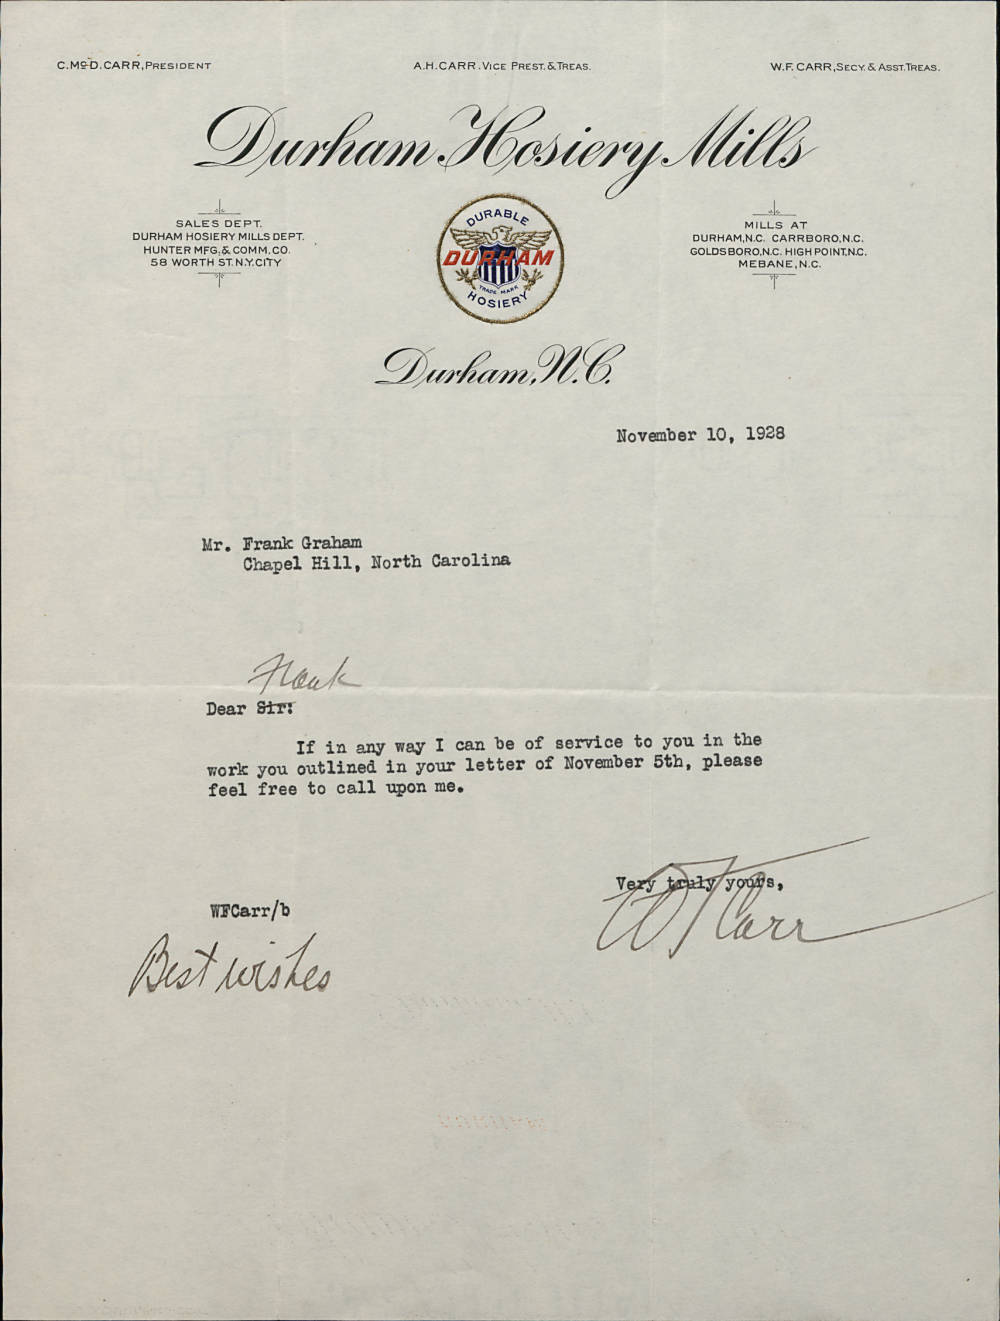 C. McD. CARR, PRESIDENT
A.H. CARR. VICE PREST. & TREAS.
W.F. CARR, SECY. & ASST. TREAS.
Durham Hosiery Mills
SALES DEPT.
DURHAM HOSIERY MILLS DEPT.
HUNTER MFG. & COMM. CO.
58 WORTH ST. N.Y. CITY
DURABLE
DURHAM
TRADE MARK
HOSIERY
MILLS AT
DURHAM, N.C. CARRBORO, N.C.
GOLDSBORO, N.C. HIGH POINT, N.C.
MEBANE, N.C.
Durham, N.C.
November 10, 1928
Mr. Frank Graham
Chapel Hill, North Carolina
Frank
Dear Sir:
If in any way I can be of service to you in the
work you outlined in your letter of November 5th, please
feel free to call upon me.
Very truly yours,
W F Carr
WFCarr/b
Best wishes